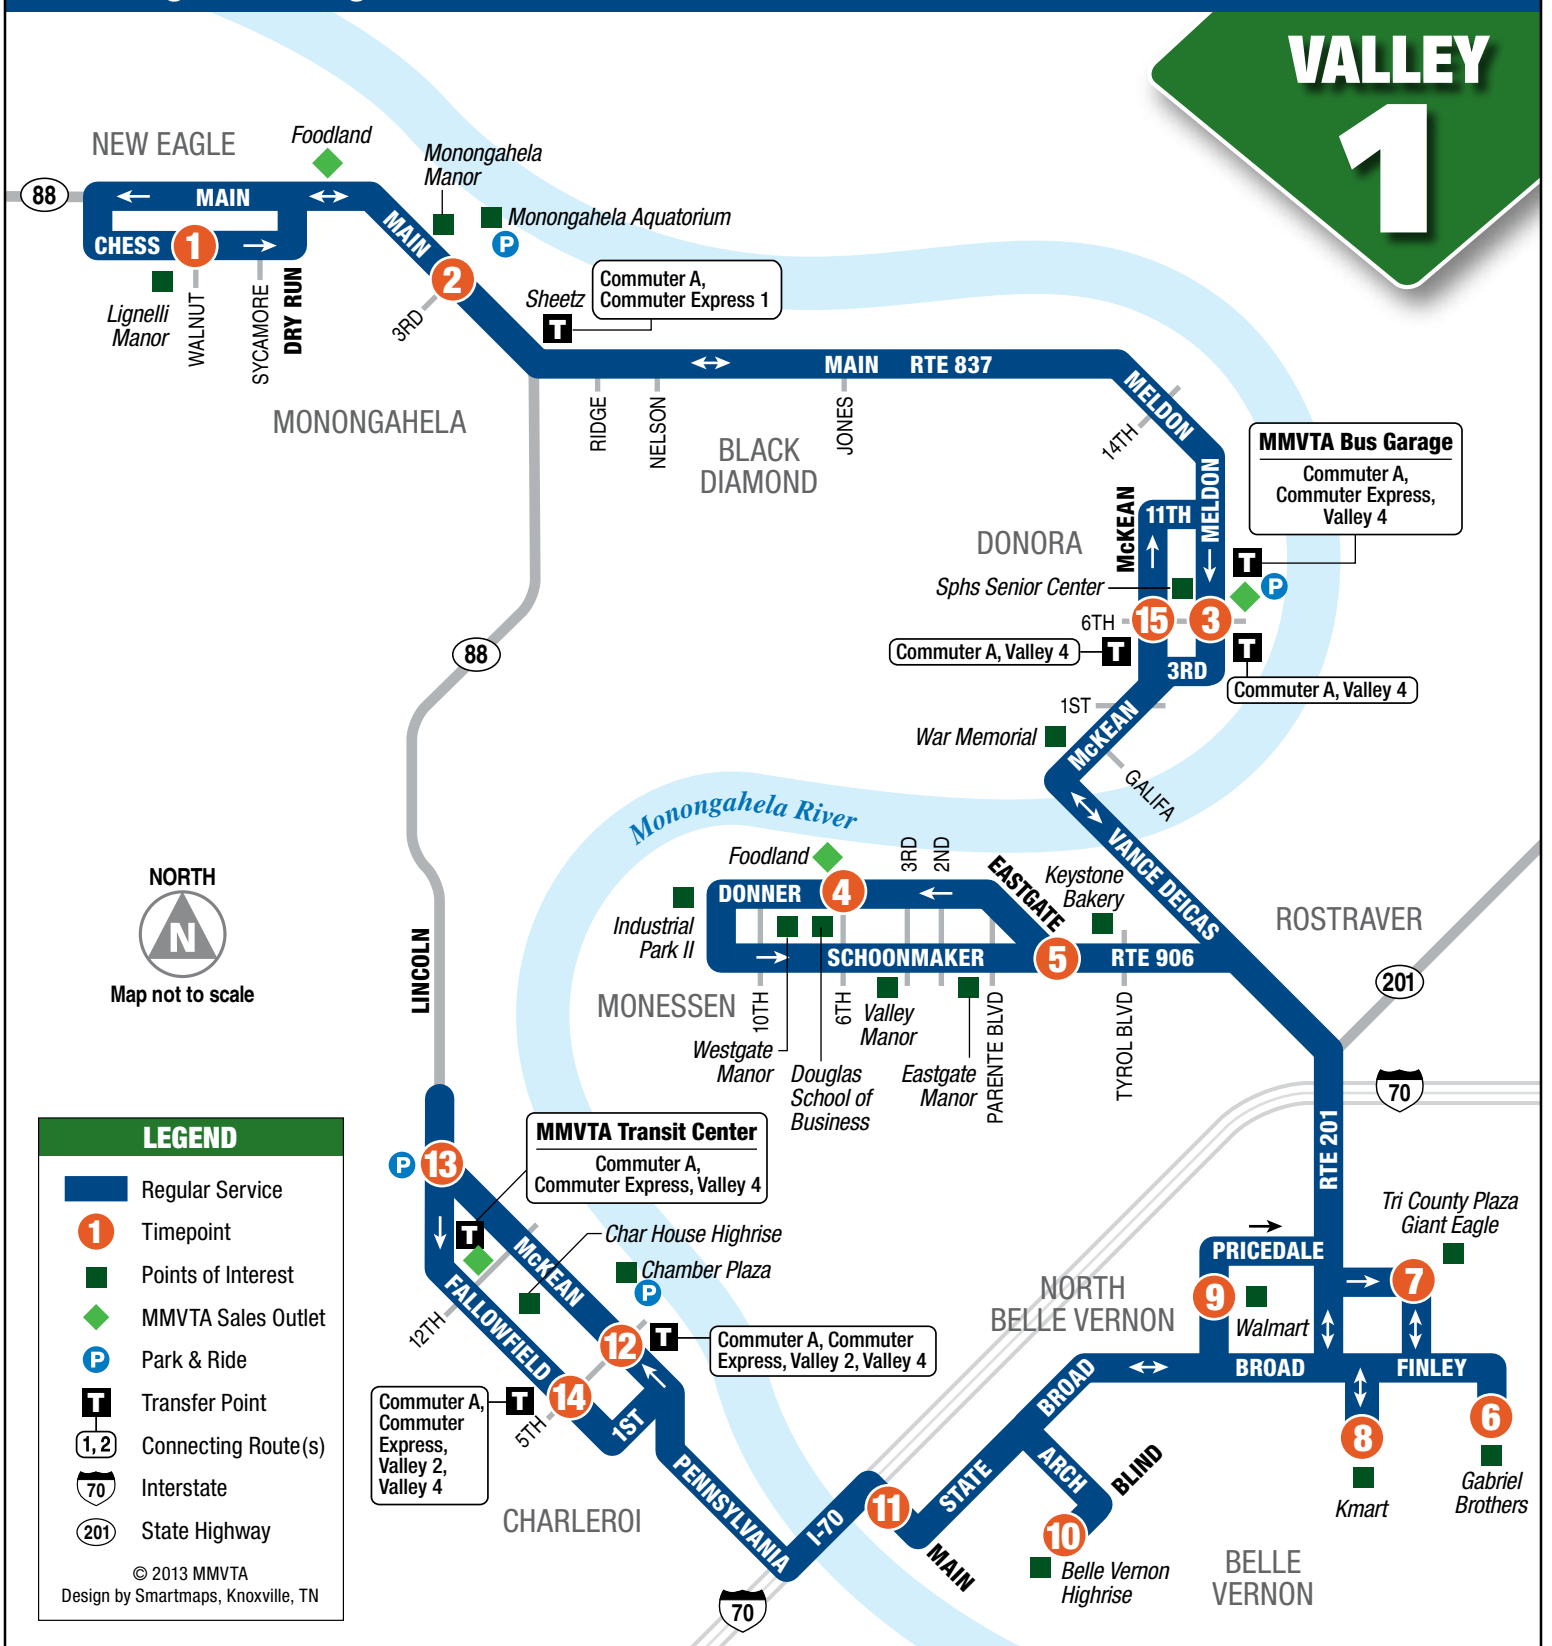 VALLEY
1
NEW EAGLE
Foodland
Monongahela
Manor
Monongahela Aquatorium
P
88
MAIN
CHESS
1
MAIN
2
Lignelli
Manor
WALNUT
SYCAMORE
DRY RUN
3RD
Sheetz
T
Commuter A,
Commuter Express 1
MAIN
RTE 837
MONONGAHELA
RIDGE
NELSON
BLACK
DIAMOND
JONES
MELDON
14TH
MMVTA Bus Garage
Commuter A,
Commuter Express,
Valley 4
MELDON
McKEAN
11TH
DONORA
T
P
Sphs Senior Center
6TH
15
3
Commuter A, Valley 4
T
T
3RD
Commuter A, Valley 4
1ST
McKEAN
War Memorial
GALIFA
88
Monongahela River
VANCE DEICAS
Foodland
3RD
2ND
EASTGATE
Keystone
Bakery
DONNER
4
Industrial
Park II
SCHOONMAKER
5
RTE 906
ROSTRAVER
201
NORTH
N
Map not to scale
LINCOLN
MONESSEN
10TH
6TH
Valley
Manor
PARENTE BLVD
TYROL BLVD
Westgate
Manor
Douglas
School of
Business
Eastgate
Manor
70
RTE 201
LEGEND
Regular Service
1
Timepoint
Points of Interest
MMVTA Sales Outlet
P
Park & Ride
T
Transfer Point
1, 2
Connecting Route(s)
70
Interstate
201
State Highway
© 2013 MMVTA
Design by Smartmaps, Knoxville, TN
MMVTA Transit Center
Commuter A,
Commuter Express, Valley 4
P
13
T
Char House Highrise
Chamber Plaza
P
McKEAN
FALLOWFIELD
12TH
12
T
Commuter A, Commuter
Express, Valley 2, Valley 4
Commuter A,
Commuter
Express,
Valley 2,
Valley 4
T
14
5TH
1ST
CHARLEROI
PENNSYLVANIA
I-70
70
11
MAIN
STATE
BROAD
ARCH
BLIND
10
Belle Vernon
Highrise
NORTH
BELLE VERNON
PRICEDALE
9
Walmart
Tri County Plaza
Giant Eagle
7
BROAD
FINLEY
8
Kmart
6
Gabriel
Brothers
BELLE
VERNON